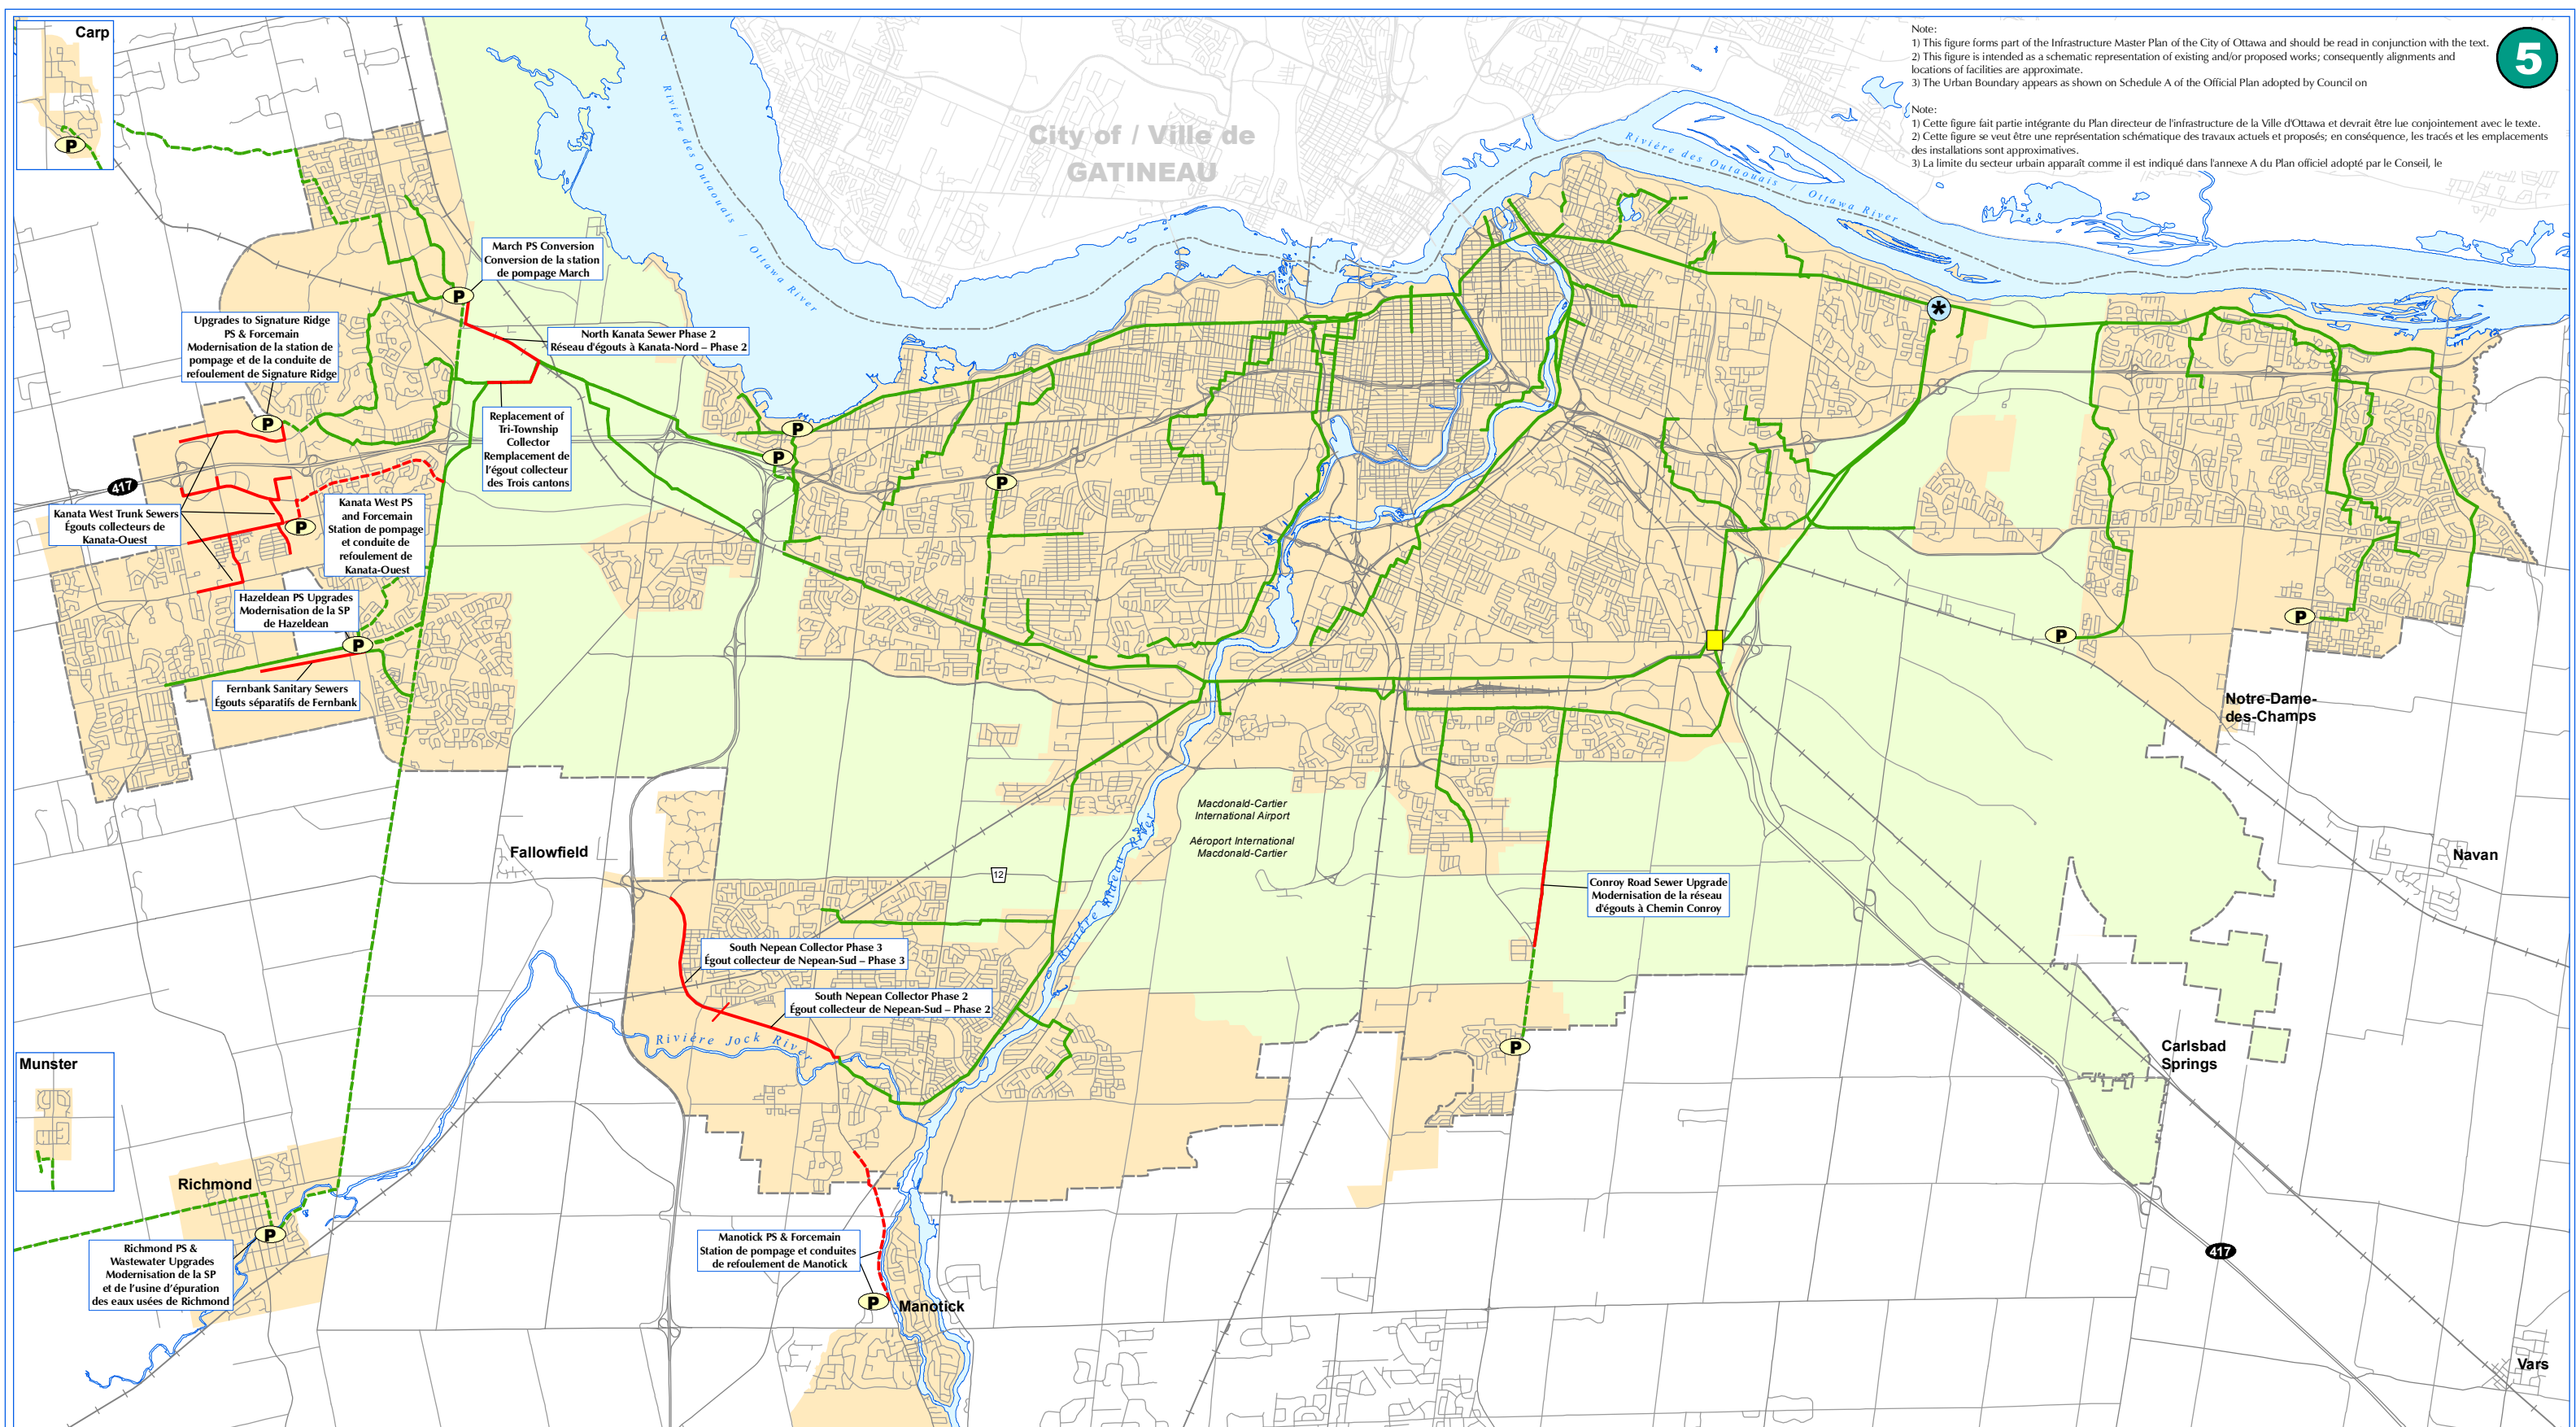 Carp
P
Note:
1) This figure forms part of the Infrastructure Master Plan of the City of Ottawa and should be read in conjunction with the text.
2) This figure is intended as a schematic representation of existing and/or proposed works; consequently alignments and
locations of facilities are approximate.
3) The Urban Boundary appears as shown on Schedule A of the Official Plan adopted by Council on
Note:
1) Cette figure fait partie intégrante du Plan directeur de l'infrastructure de la Ville d'Ottawa et devrait être lue conjointement avec le texte.
2) Cette figure se veut être une représentation schématique des travaux actuels et proposés; en conséquence, les tracés et les emplacements
des installations sont approximatives.
3) La limite du secteur urbain apparaît comme il est indiqué dans l'annexe A du Plan officiel adopté par le Conseil, le
5
City of / Ville de
GATINEAU
Rivière des Outaouais / Ottawa River
Rivière des Outaouais / Ottawa River
March PS Conversion
Conversion de la station
de pompage March
P
Upgrades to Signature Ridge
PS & Forcemain
Modernisation de la station de
pompage et de la conduite de
refoulement de Signature Ridge
North Kanata Sewer Phase 2
Réseau d'égouts à Kanata-Nord – Phase 2
*
Replacement of
Tri-Township
Collector
Remplacement de
l'égout collecteur
des Trois cantons
P
P
P
P
417
Kanata West Trunk Sewers
Égouts collecteurs de
Kanata-Ouest
P
Kanata West PS
and Forcemain
Station de pompage
et conduite de
refoulement de
Kanata-Ouest
Hazeldean PS Upgrades
Modernisation de la SP
de Hazeldean
P
P
P
Fernbank Sanitary Sewers
Égouts séparatifs de Fernbank
Notre-Dame-
des-Champs
Macdonald-Cartier
International Airport
Aéroport International
Macdonald-Cartier
Fallowfield
12
Navan
Conroy Road Sewer Upgrade
Modernisation de la réseau
d'égouts à Chemin Conroy
Rivière Rideau River
South Nepean Collector Phase 3
Égout collecteur de Nepean-Sud – Phase 3
South Nepean Collector Phase 2
Égout collecteur de Nepean-Sud – Phase 2
Rivière Jock River
P
Carlsbad
Springs
Munster
Richmond
P
Richmond PS &
Wastewater Upgrades
Modernisation de la SP
et de l'usine d'épuration
des eaux usées de Richmond
Manotick PS & Forcemain
Station de pompage et conduites
de refoulement de Manotick
P
Manotick
417
Vars